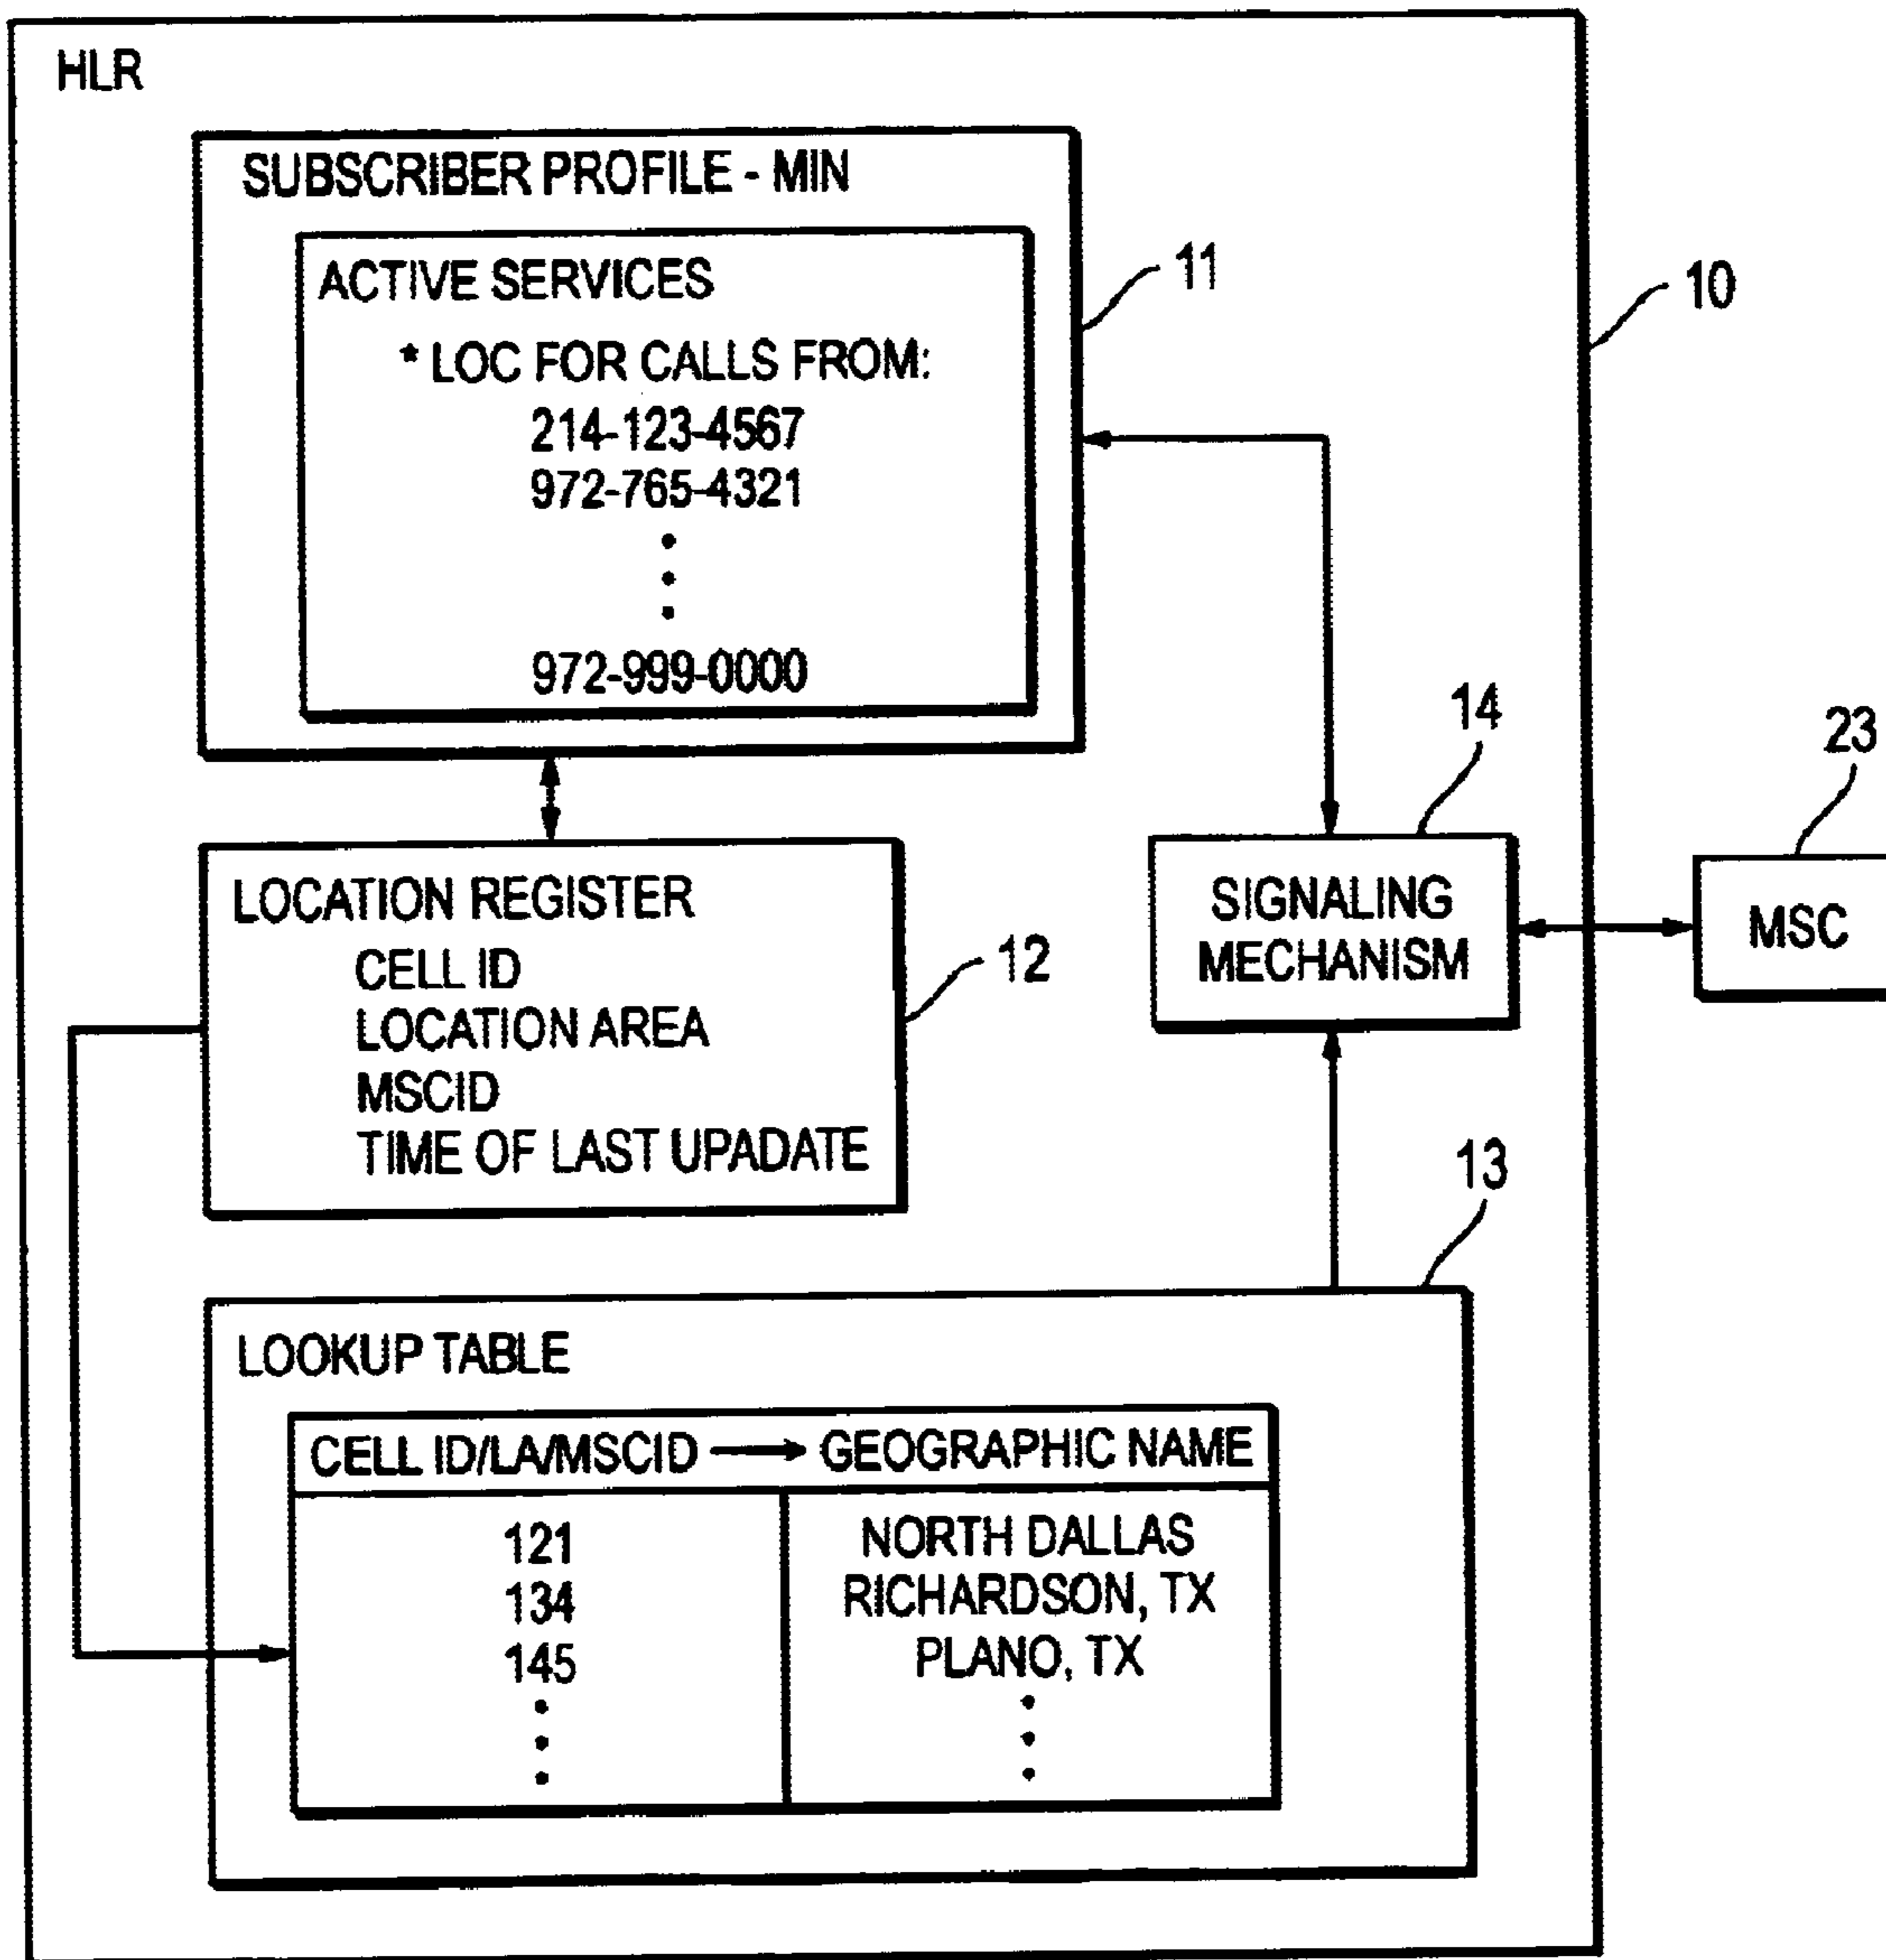 HLR
SUBSCRIBER PROFILE - MIN
ACTIVE SERVICES
* LOC FOR CALLS FROM:
214-123-4567
972-765-4321
972-999-0000
11
10
14
23
LOCATION REGISTER
CELL ID
LOCATION AREA
MSCID
TIME OF LAST UPADATE
12
SIGNALING
MECHANISM
MSC
13
LOOKUP TABLE
CELL ID/LA/MSCID → GEOGRAPHIC NAME
121 NORTH DALLAS
134 RICHARDSON, TX
145 PLANO, TX